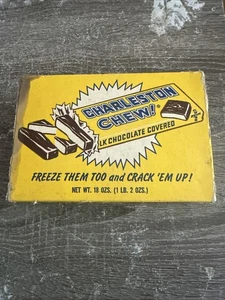 CHARLESTON
CHEW!
LK CHOCOLATE COVERED
FREEZE THEM TOO and CRACK 'EM UP!
NET WT. 18 OZS. (1 LB. 2 OZS.)